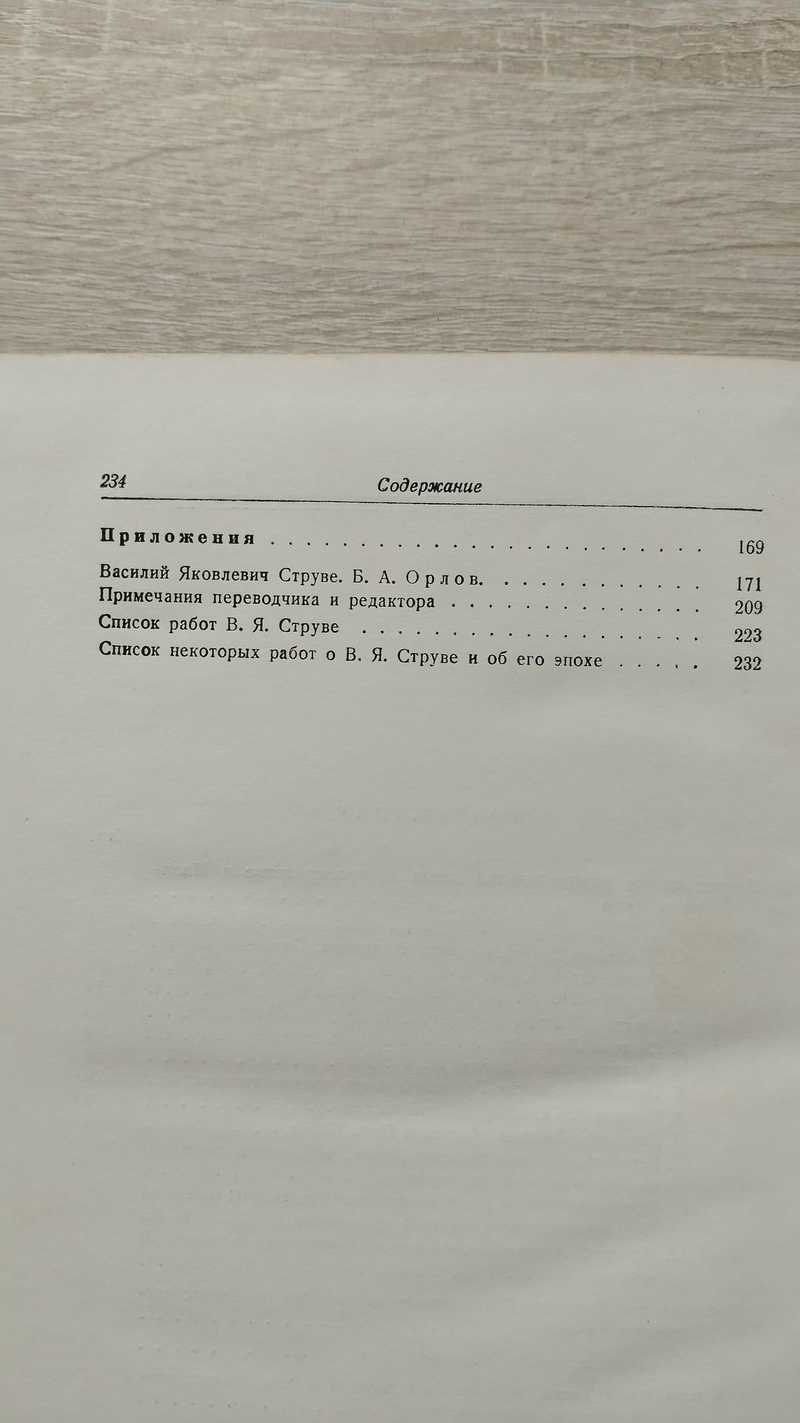 234 Содержание
Приложения . . . . . . . . . . . . . . . . . . . . . . . . 169
Василий Яковлевич Струве. Б. А. Орлов. . . . . . . . . . . . 171
Примечания переводчика и редактора . . . . . . . . . . . . . . 209
Список работ В. Я. Струве . . . . . . . . . . . . . . . . . . . 223
Список некоторых работ о В. Я. Струве и об его эпохе . . . . . 232